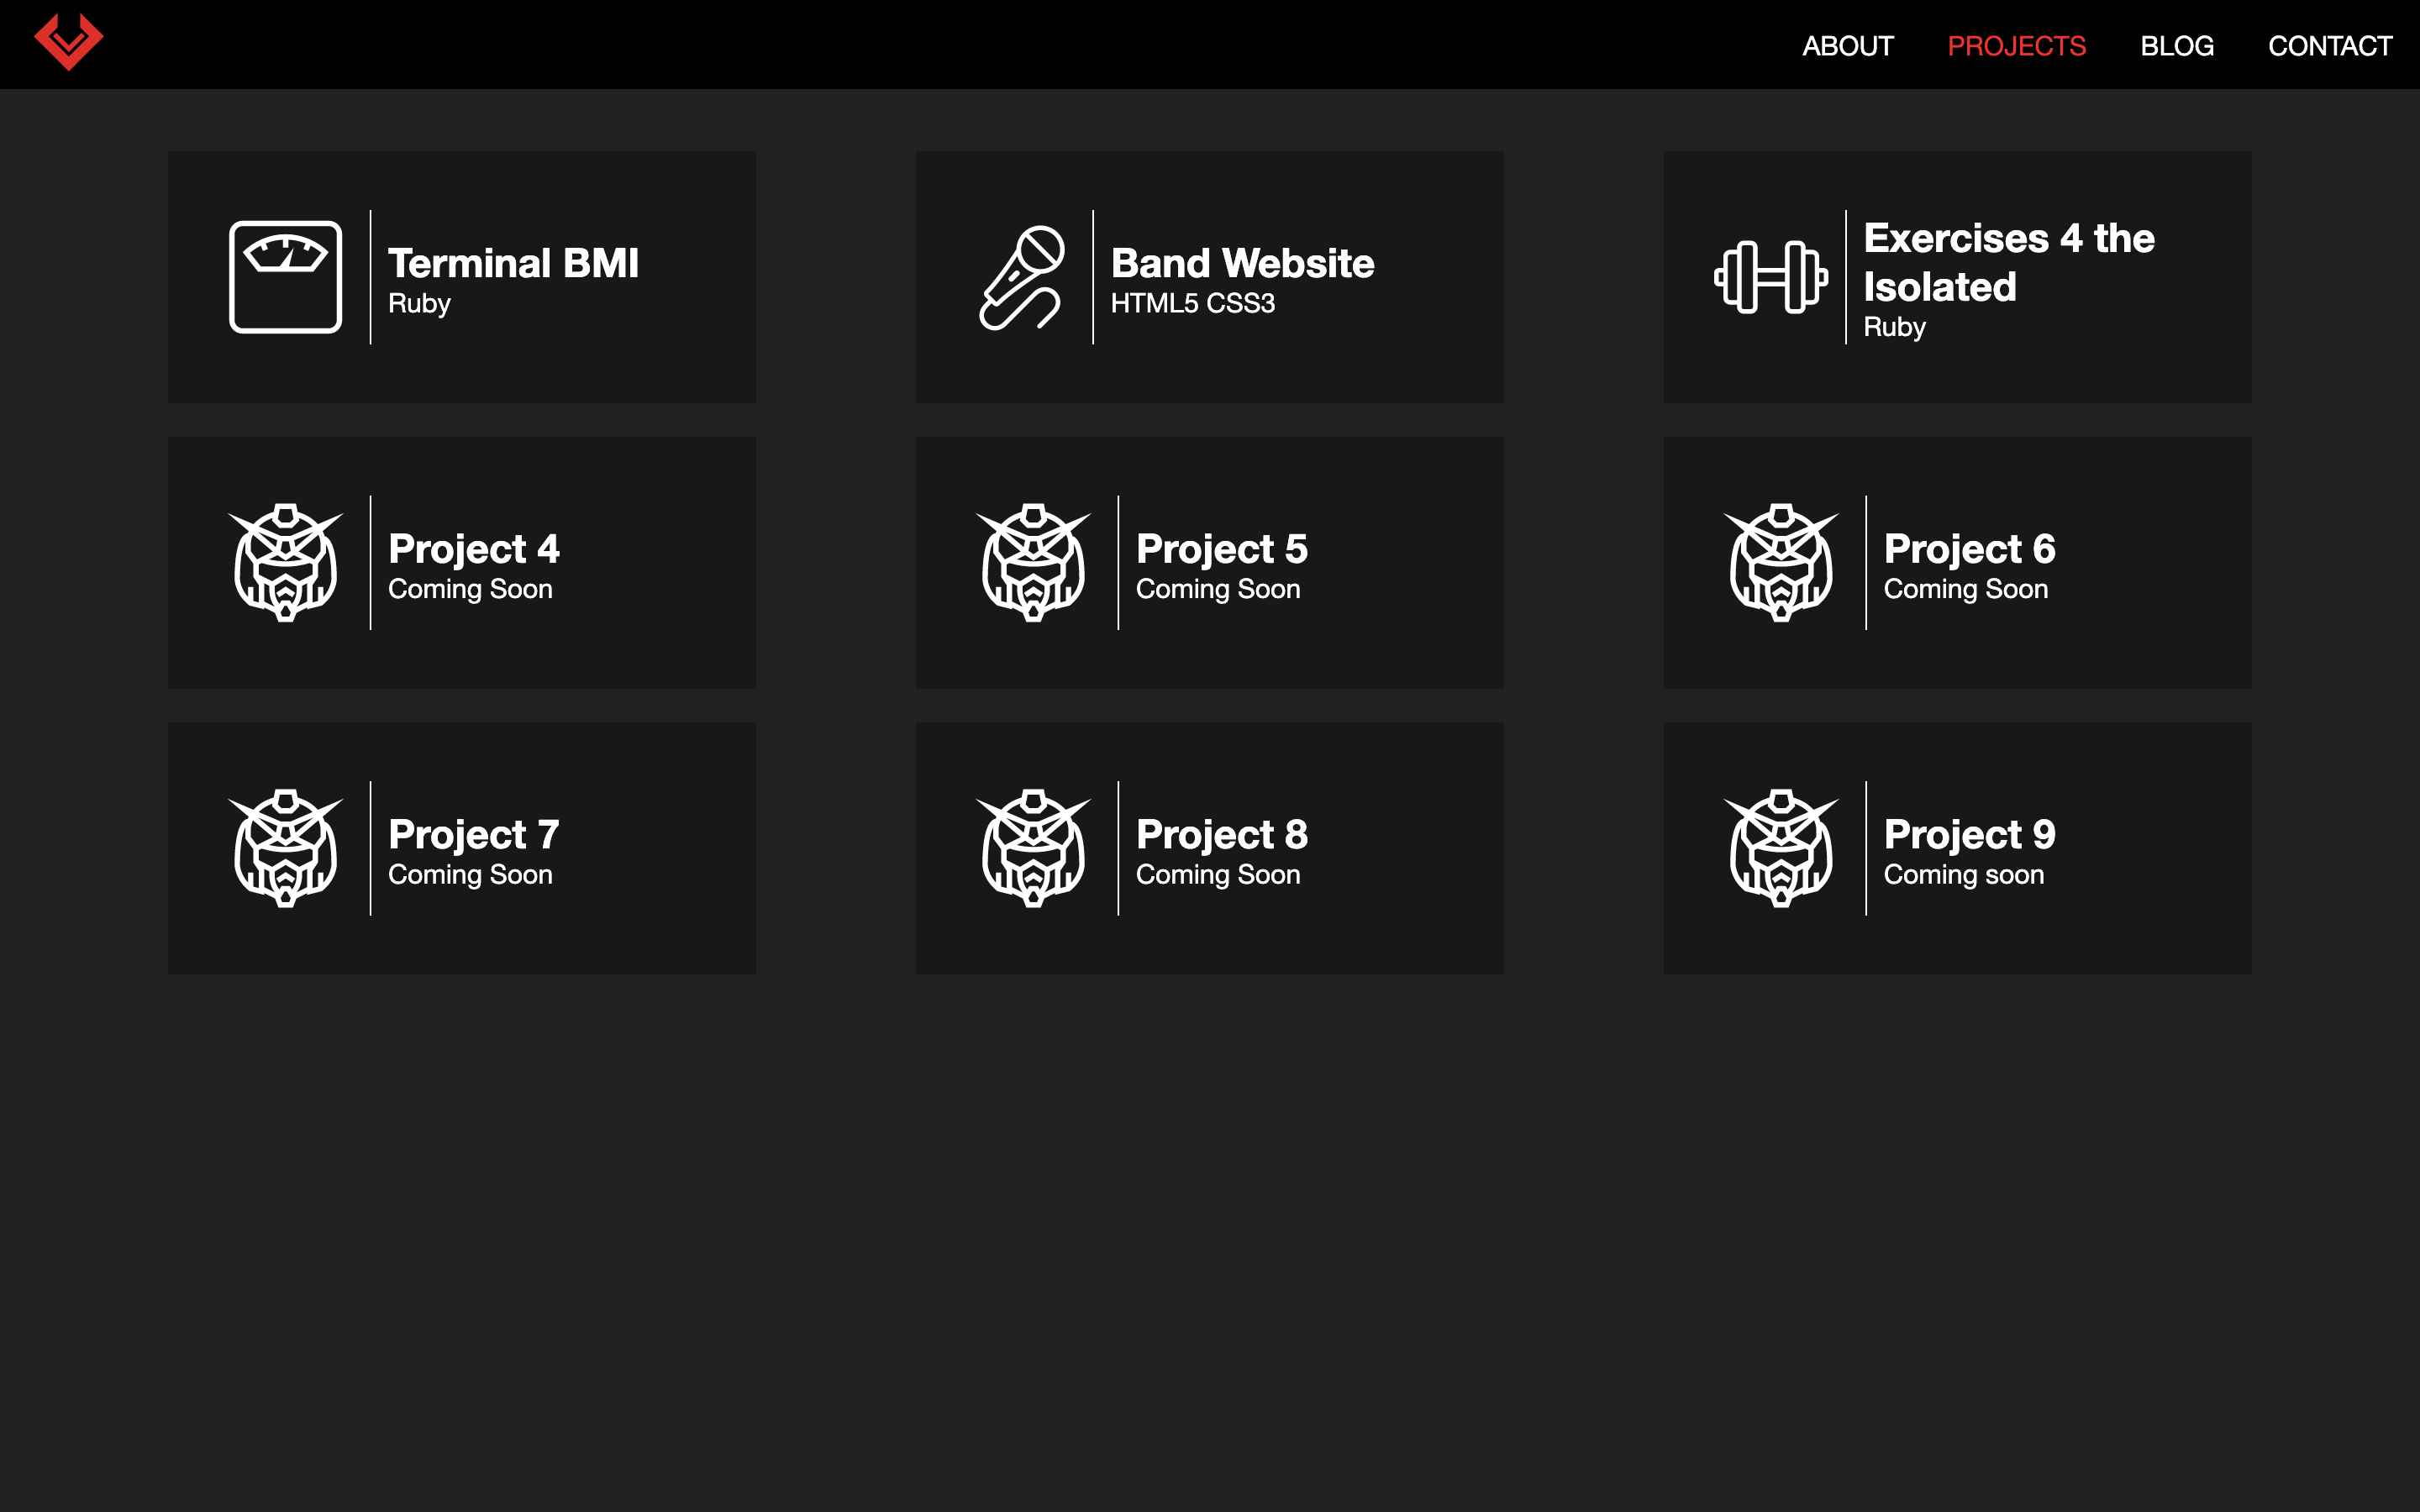 ABOUT PROJECTS BLOG CONTACT
Terminal BMI
Ruby
Band Website
HTML5 CSS3
Exercises 4 the
Isolated
Ruby
Project 4
Coming Soon
Project 5
Coming Soon
Project 6
Coming Soon
Project 7
Coming Soon
Project 8
Coming Soon
Project 9
Coming soon